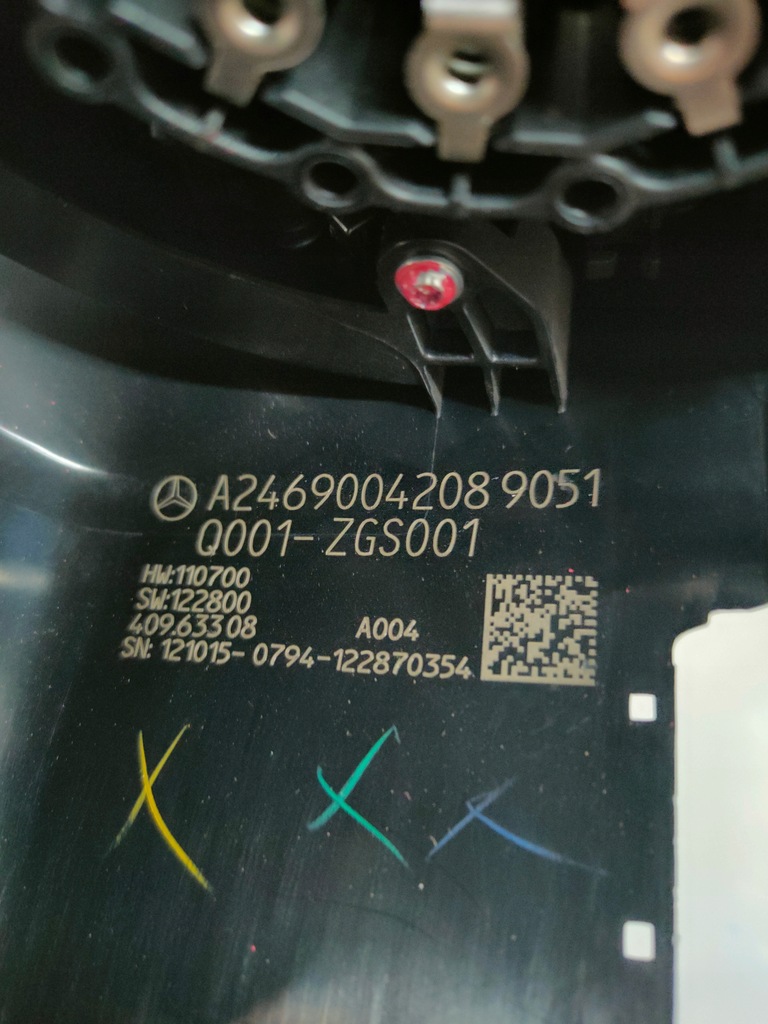 A2469004208 9051
Q001-ZGS001
HW:110700
SW:122800
409.633 08 A004
SN: 121015-0794-122870354